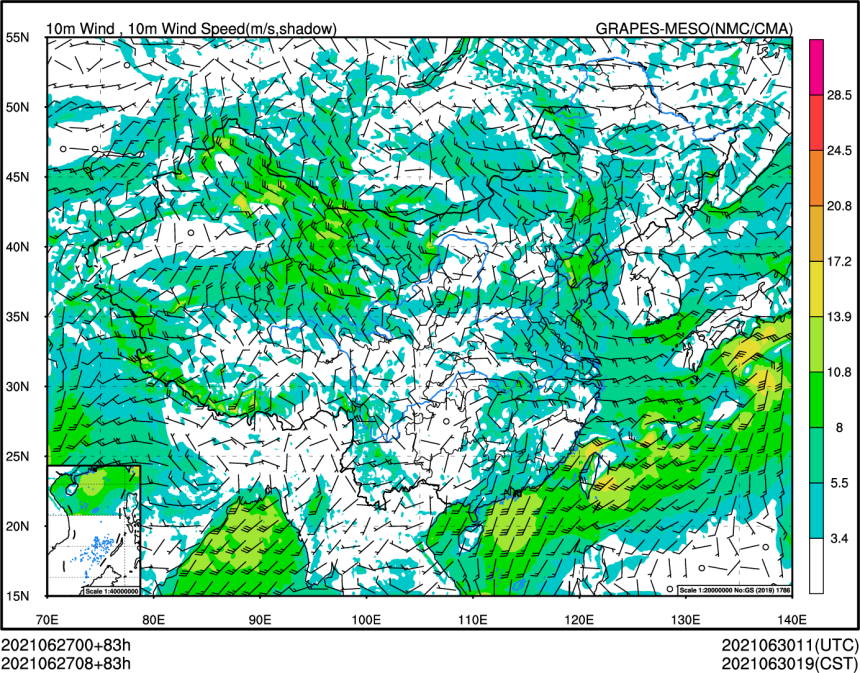 10m Wind , 10m Wind Speed(m/s,shadow) GRAPES-MESO(NMC/CMA)
55N
50N
45N
40N
35N
30N
25N
20N
15N
28.5
24.5
20.8
17.2
13.9
10.8
8
5.5
3.4
Scale 1:40000000
Scale 1:20000000 No:GS (2019) 1786
70E 80E 90E 100E 110E 120E 130E 140E
2021062700+83h 2021063011(UTC)
2021062708+83h 2021063019(CST)